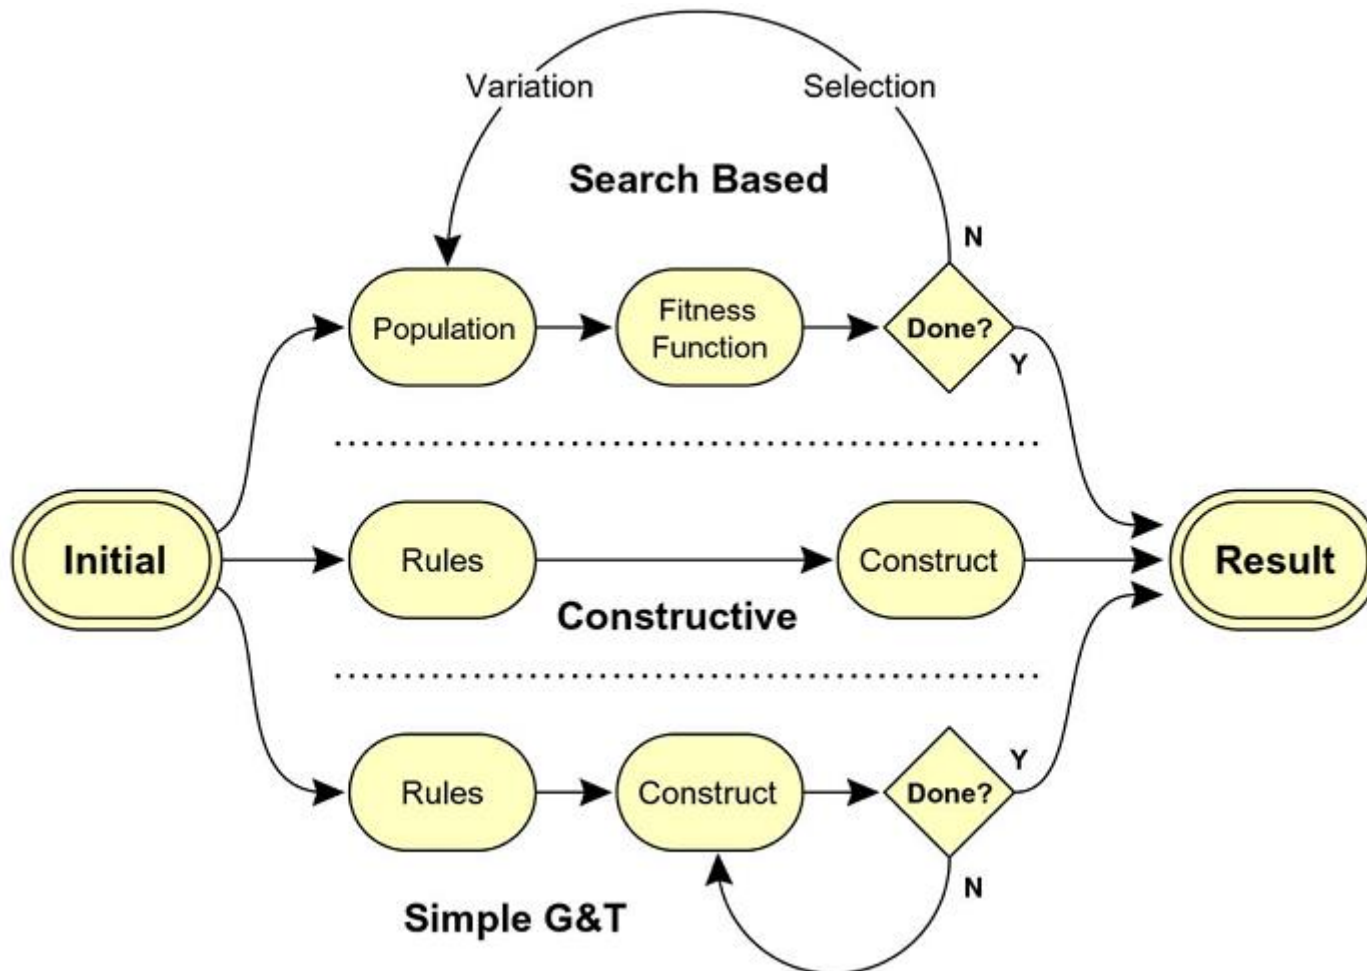 Variation
Selection
Search Based
N
Population
Fitness
Function
Done?
Y
Initial
Rules
Construct
Result
Constructive
Rules
Construct
Done?
Y
N
Simple G&T